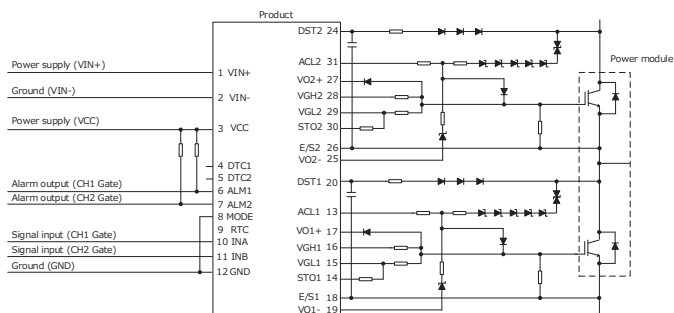 Product
DST2 24
ACL2 31
Power module
Power supply (VIN+)
1 VIN+
VO2+ 27
Ground (VIN-)
2 VIN-
VGH2 28
VGL2 29
Power supply (VCC)
3 VCC
STO2 30
E/S2 26
VO2- 25
4 DTC1
5 DTC2
DST1 20
Alarm output (CH1 Gate)
6 ALM1
Alarm output (CH2 Gate)
7 ALM2
8 MODE
ACL1 13
9 RTC
VO1+ 17
Signal input (CH1 Gate)
10 INA
VGH1 16
Signal input (CH2 Gate)
11 INB
VGL1 15
Ground (GND)
12 GND
STO1 14
E/S1 18
VO1- 19